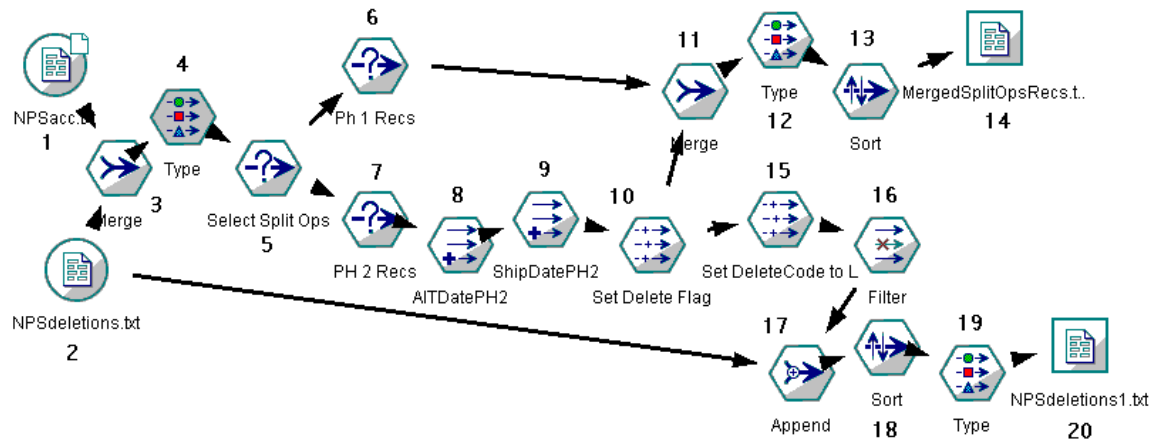 6
11
12
13
MergedSplitOpsRecs.t..
14
4
NPSacc.
1
Ph 1 Recs
Merge
Type
Sort
Type
3
Merge
Select Split Ops
5
7
8
9
10
15
16
PH 2 Recs
AITDatePH2
ShipDatePH2
Set Delete Flag
Set DeleteCode to L
Filter
NPSdeletions.txt
2
17
18
19
Append
Sort
Type
NPSdeletions1.txt
20